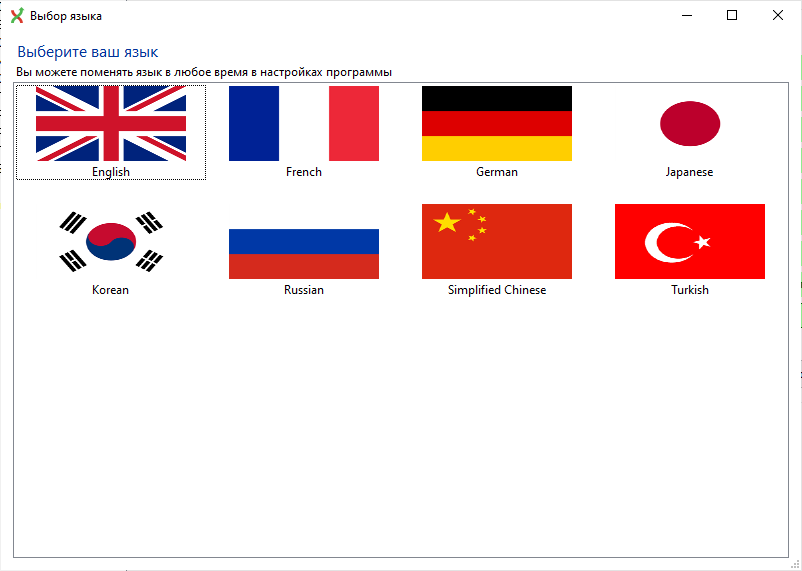 Выбор языка
Выберите ваш язык
Вы можете поменять язык в любое время в настройках программы
English
French
German
Japanese
Korean
Russian
Simplified Chinese
Turkish